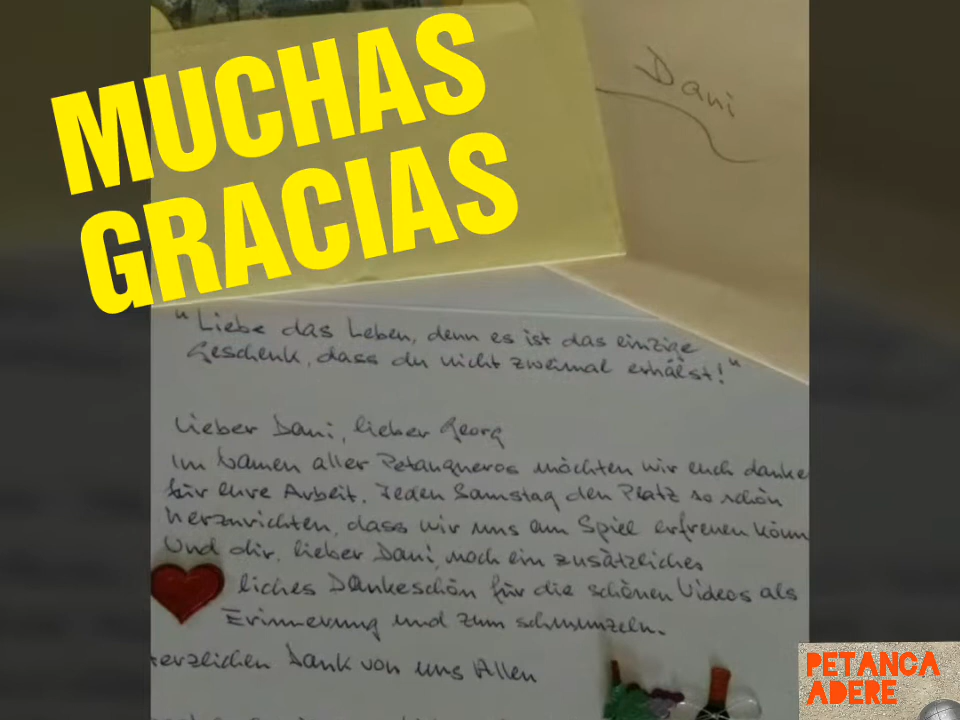 MUCHAS
GRACIAS
Dani
"Liebe das Leben, denn es ist das einzige
Geschenk, dass du nicht zweimal erhälst!"
Lieber Dani, lieber Georg
Im Namen aller Petanqueros möchten wir euch danke
für Eure Arbeit. Jeden Samstag den Platz so schön
herzurichten, dass wir uns am Spiel erfreuen könn
Und dir, lieber Dani, noch ein zusätzliches
liches Dankeschön für die schönen Videos als
Erinnerung und zum schmunzeln.
erzlichen Dank von uns Allen
PETANCA
ADERE